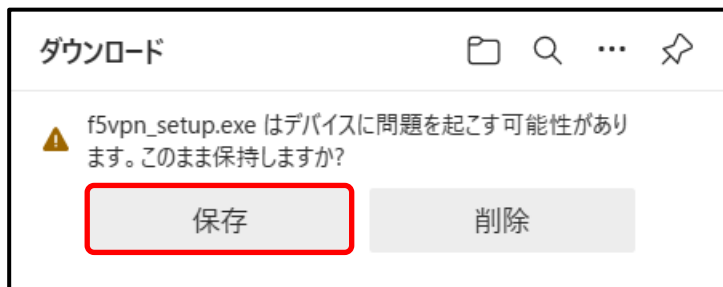 ダウンロード
f5vpn_setup.exe はデバイスに問題を起こす可能性があり
ます。このまま保持しますか?
保存
削除